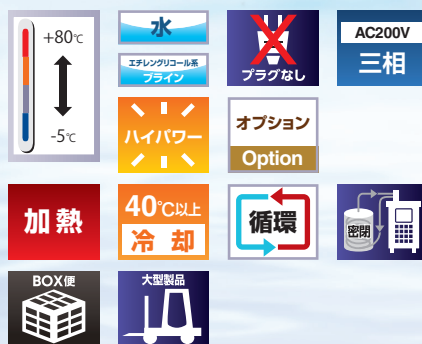 +80℃
-5℃
水
エチレングリコール系
ブライン
プラグなし
AC200V
三相
ハイパワー
オプション
Option
加熱
40℃以上
冷却
循環
密閉
BOX便
大型製品